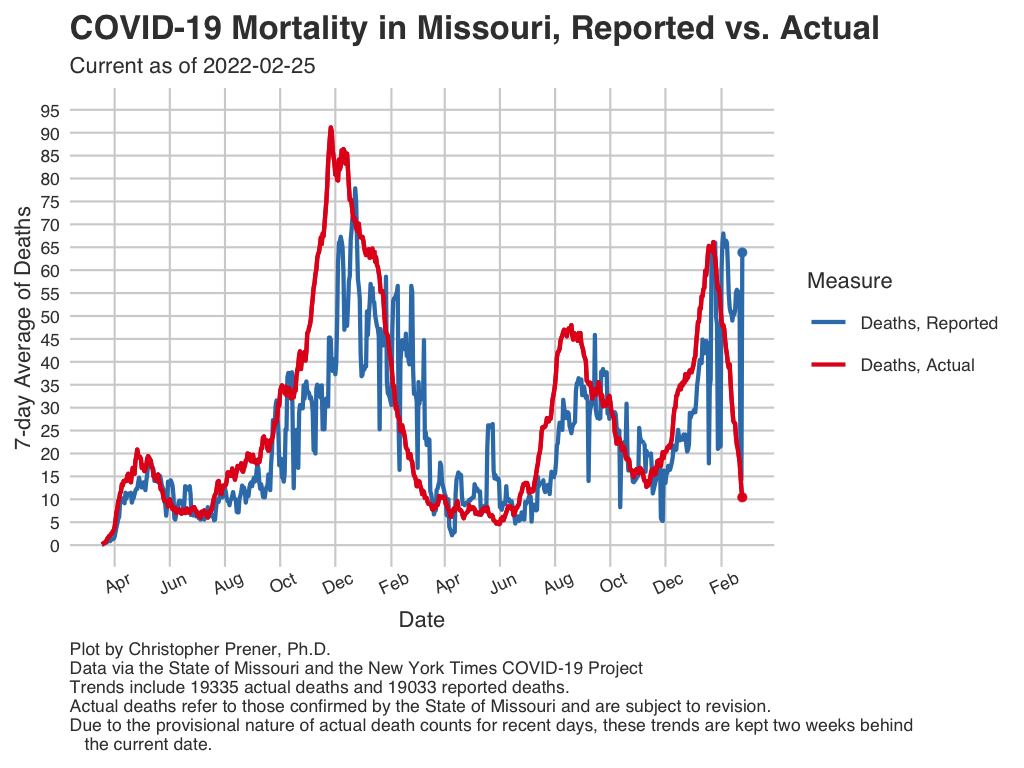 COVID-19 Mortality in Missouri, Reported vs. Actual
Current as of 2022-02-25
95
90
85
80
75
70
65
60
55
50
45
40
35
30
25
20
15
10
5
0
7-day Average of Deaths
Apr
Jun
Aug
Oct
Dec
Feb
Apr
Jun
Aug
Oct
Dec
Feb
Date
Measure
Deaths, Reported
Deaths, Actual
Plot by Christopher Prener, Ph.D.
Data via the State of Missouri and the New York Times COVID-19 Project
Trends include 19335 actual deaths and 19033 reported deaths.
Actual deaths refer to those confirmed by the State of Missouri and are subject to revision.
Due to the provisional nature of actual death counts for recent days, these trends are kept two weeks behind
the current date.